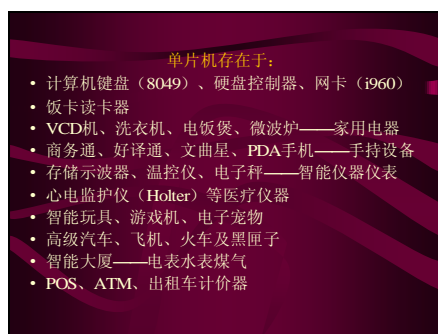 单片机存在于：
• 计算机键盘（8049）、硬盘控制器、网卡（i960）
• 饭卡读卡器
• VCD机、洗衣机、电饭煲、微波炉——家用电器
• 商务通、好译通、文曲星、PDA手机——手持设备
• 存储示波器、温控仪、电子秤——智能仪器仪表
• 心电监护仪（Holter）等医疗仪器
• 智能玩具、游戏机、电子宠物
• 高级汽车、飞机、火车及黑匣子
• 智能大厦——电表水表煤气
• POS、ATM、出租车计价器